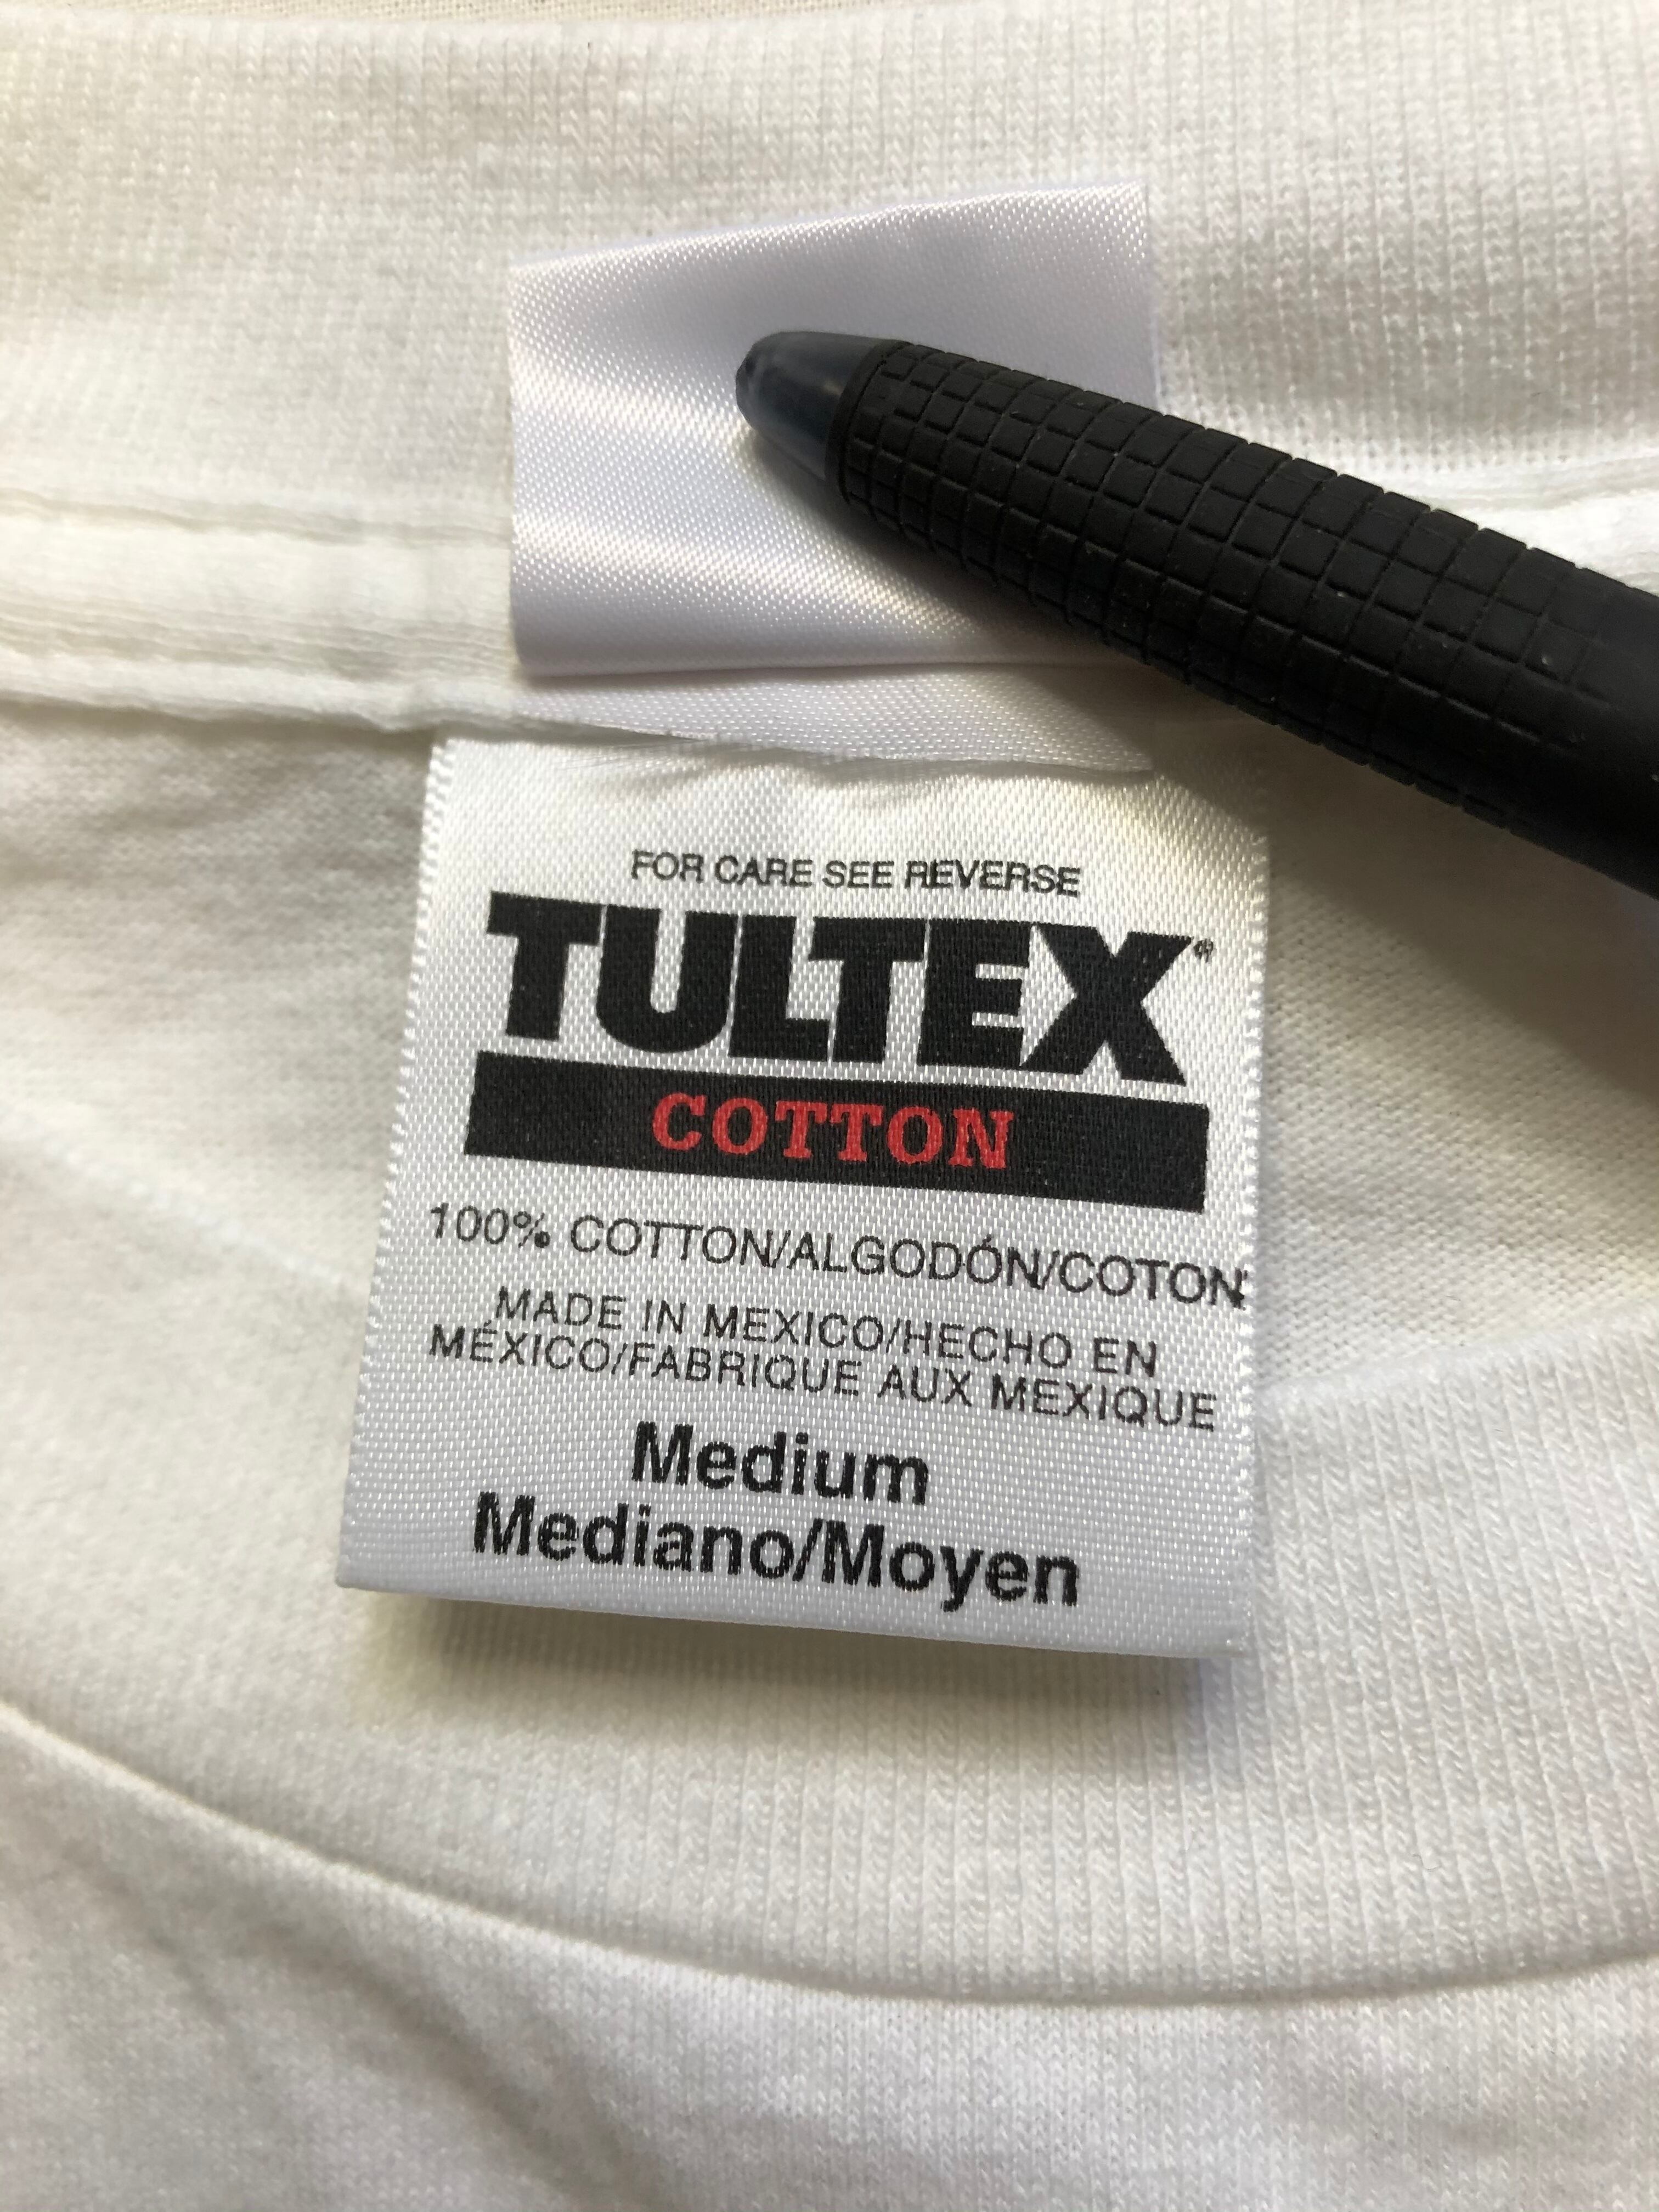 FOR CARE SEE REVERSE
TULTEX®
COTTON
100% COTTON/ALGODÓN/COTON
MADE IN MEXICO/HECHO EN
MÉXICO/FABRIQUE AUX MEXIQUE
Medium
Mediano/Moyen